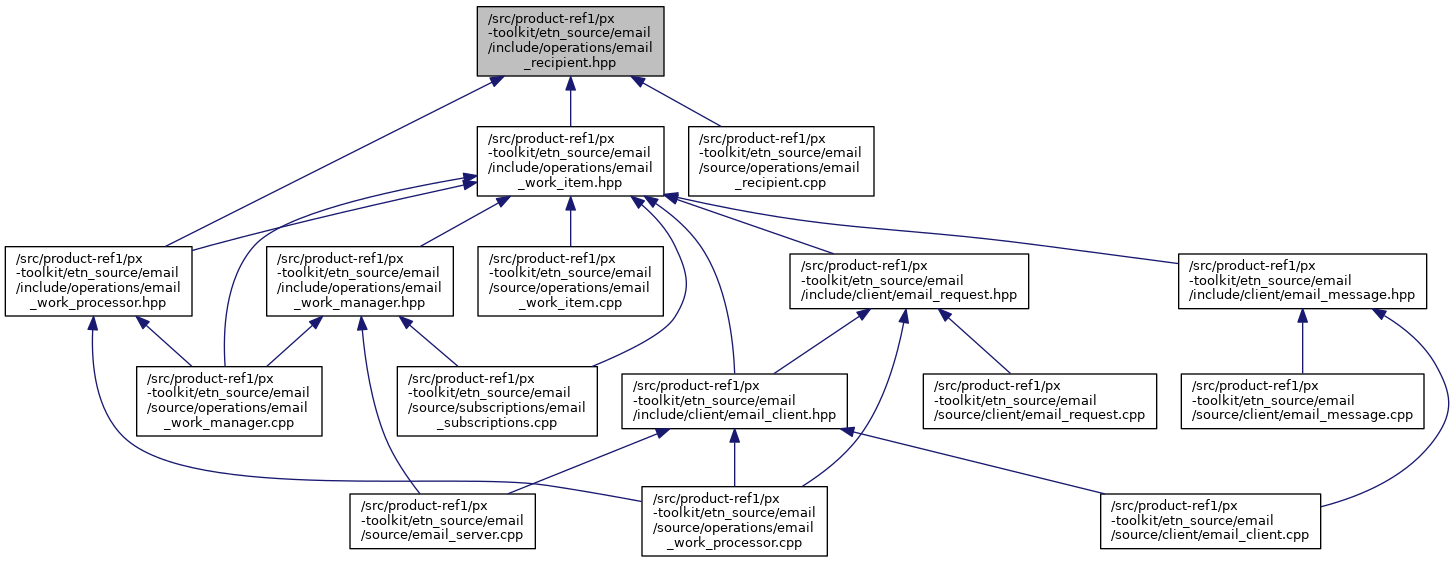 /src/product-ref1/px
-toolkit/etn_source/email
/include/operations/email
_recipient.hpp
/src/product-ref1/px
-toolkit/etn_source/email
/include/operations/email
_work_item.hpp
/src/product-ref1/px
-toolkit/etn_source/email
/source/operations/email
_recipient.cpp
/src/product-ref1/px
-toolkit/etn_source/email
/include/operations/email
_work_processor.hpp
/src/product-ref1/px
-toolkit/etn_source/email
/include/operations/email
_work_manager.hpp
/src/product-ref1/px
-toolkit/etn_source/email
/source/operations/email
_work_item.cpp
/src/product-ref1/px
-toolkit/etn_source/email
/include/client/email_request.hpp
/src/product-ref1/px
-toolkit/etn_source/email
/include/client/email_message.hpp
/src/product-ref1/px
-toolkit/etn_source/email
/source/operations/email
_work_manager.cpp
/src/product-ref1/px
-toolkit/etn_source/email
/source/subscriptions/email
_subscriptions.cpp
/src/product-ref1/px
-toolkit/etn_source/email
/include/client/email_client.hpp
/src/product-ref1/px
-toolkit/etn_source/email
/source/client/email_request.cpp
/src/product-ref1/px
-toolkit/etn_source/email
/source/client/email_message.cpp
/src/product-ref1/px
-toolkit/etn_source/email
/source/email_server.cpp
/src/product-ref1/px
-toolkit/etn_source/email
/source/operations/email
_work_processor.cpp
/src/product-ref1/px
-toolkit/etn_source/email
/source/client/email_client.cpp